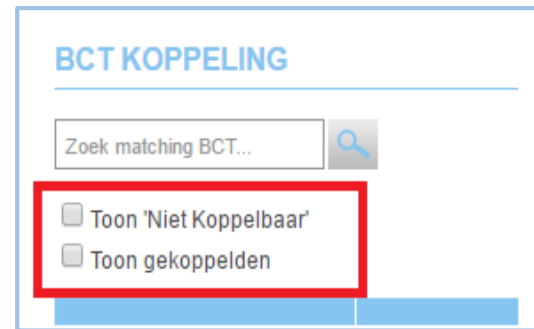 BCT KOPPELING
Zoek matching BCT...
Toon 'Niet Koppelbaar'
Toon gekoppelden